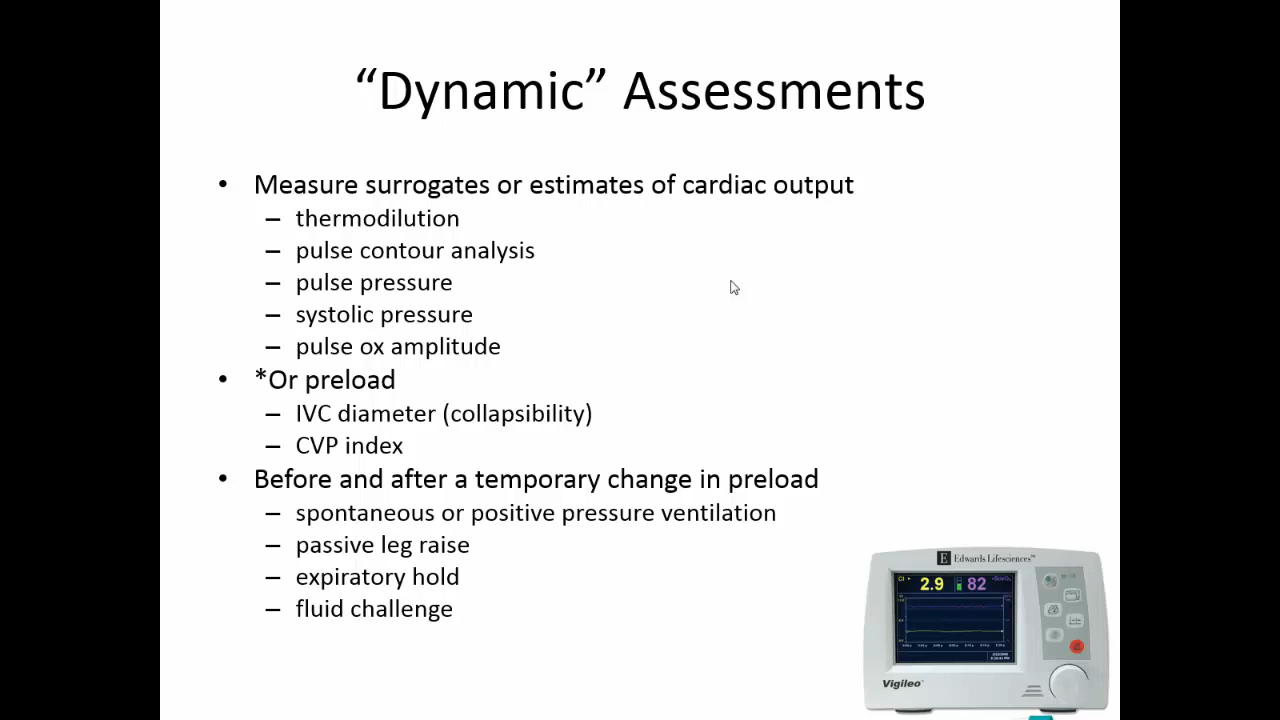 “Dynamic” Assessments
• Measure surrogates or estimates of cardiac output
– thermodilution
– pulse contour analysis
– pulse pressure
– systolic pressure
– pulse ox amplitude
• *Or preload
– IVC diameter (collapsibility)
– CVP index
• Before and after a temporary change in preload
– spontaneous or positive pressure ventilation
– passive leg raise
– expiratory hold
– fluid challenge
E Edwards Lifesciences™
CI 2.9 82
Vigileo